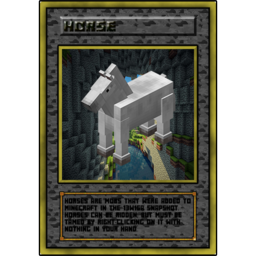 HORSE
HORSES ARE MOBS THAT WERE ADDED TO
MINECRAFT IN THE 13W16A SNAPSHOT -
HORSES CAN BE RIDDEN, BUT MUST BE
TAMED BY RIGHT CLICKING ON IT WITH
NOTHING IN YOUR HAND